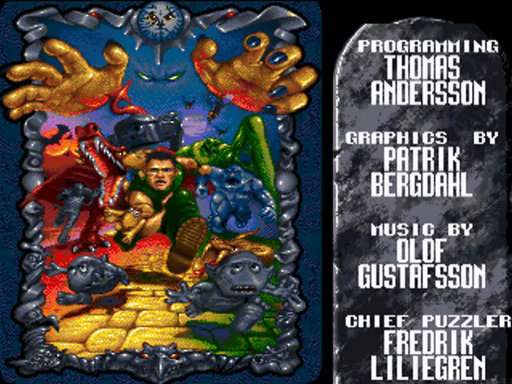 PROGRAMMING
THOMAS
ANDERSSON
GRAPHICS BY
PATRIK
BERGDAHL
MUSIC BY
OLOF
GUSTAFSSON
CHIEF PUZZLER
FREDRIK
LILIEGREN